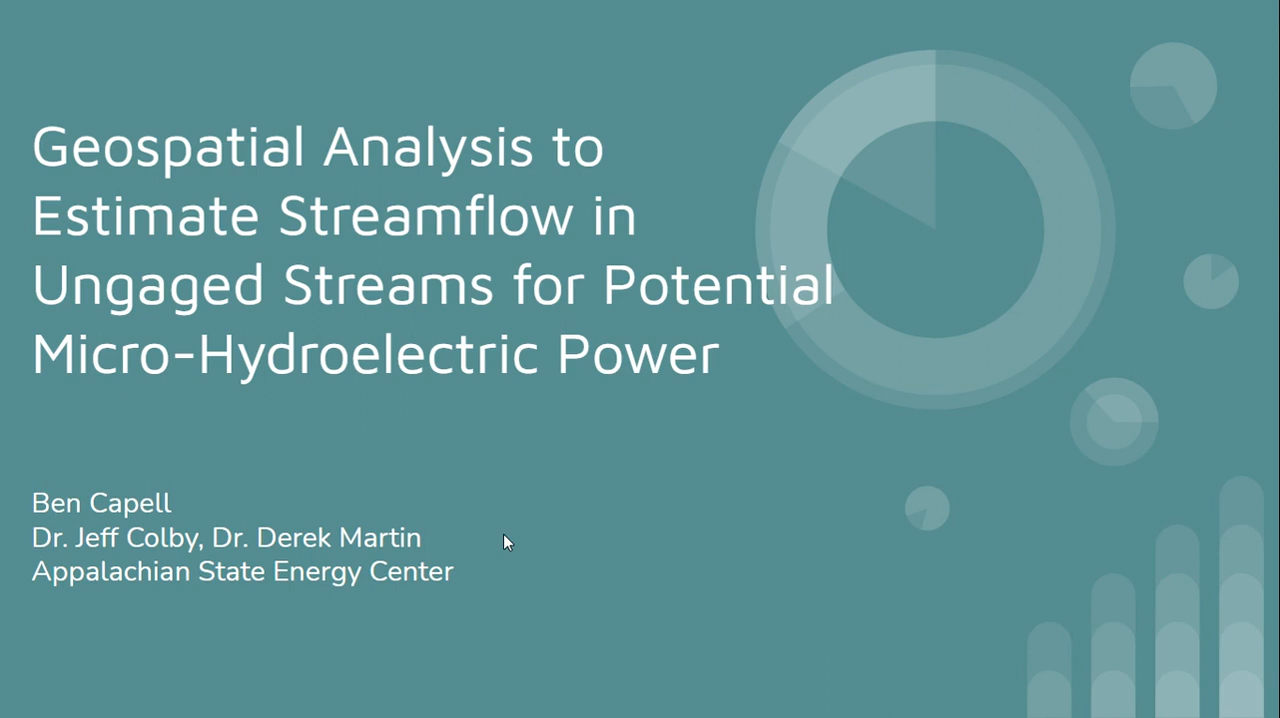 Geospatial Analysis to
Estimate Streamflow in
Ungaged Streams for Potential
Micro-Hydroelectric Power
Ben Capell
Dr. Jeff Colby, Dr. Derek Martin
Appalachian State Energy Center